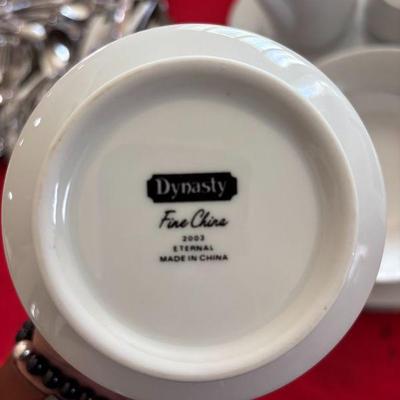 Dynasty
Fine China
2003
ETERNAL
MADE IN CHINA